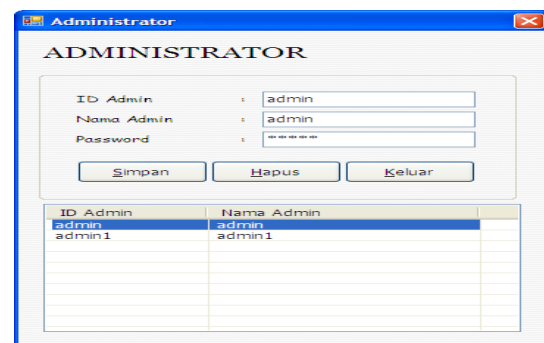 Administrator
ADMINISTRATOR
ID Admin : admin
Nama Admin : admin
Password : *****
Simpan Hapus Keluar
ID Admin Nama Admin
admin admin
admin1 admin1